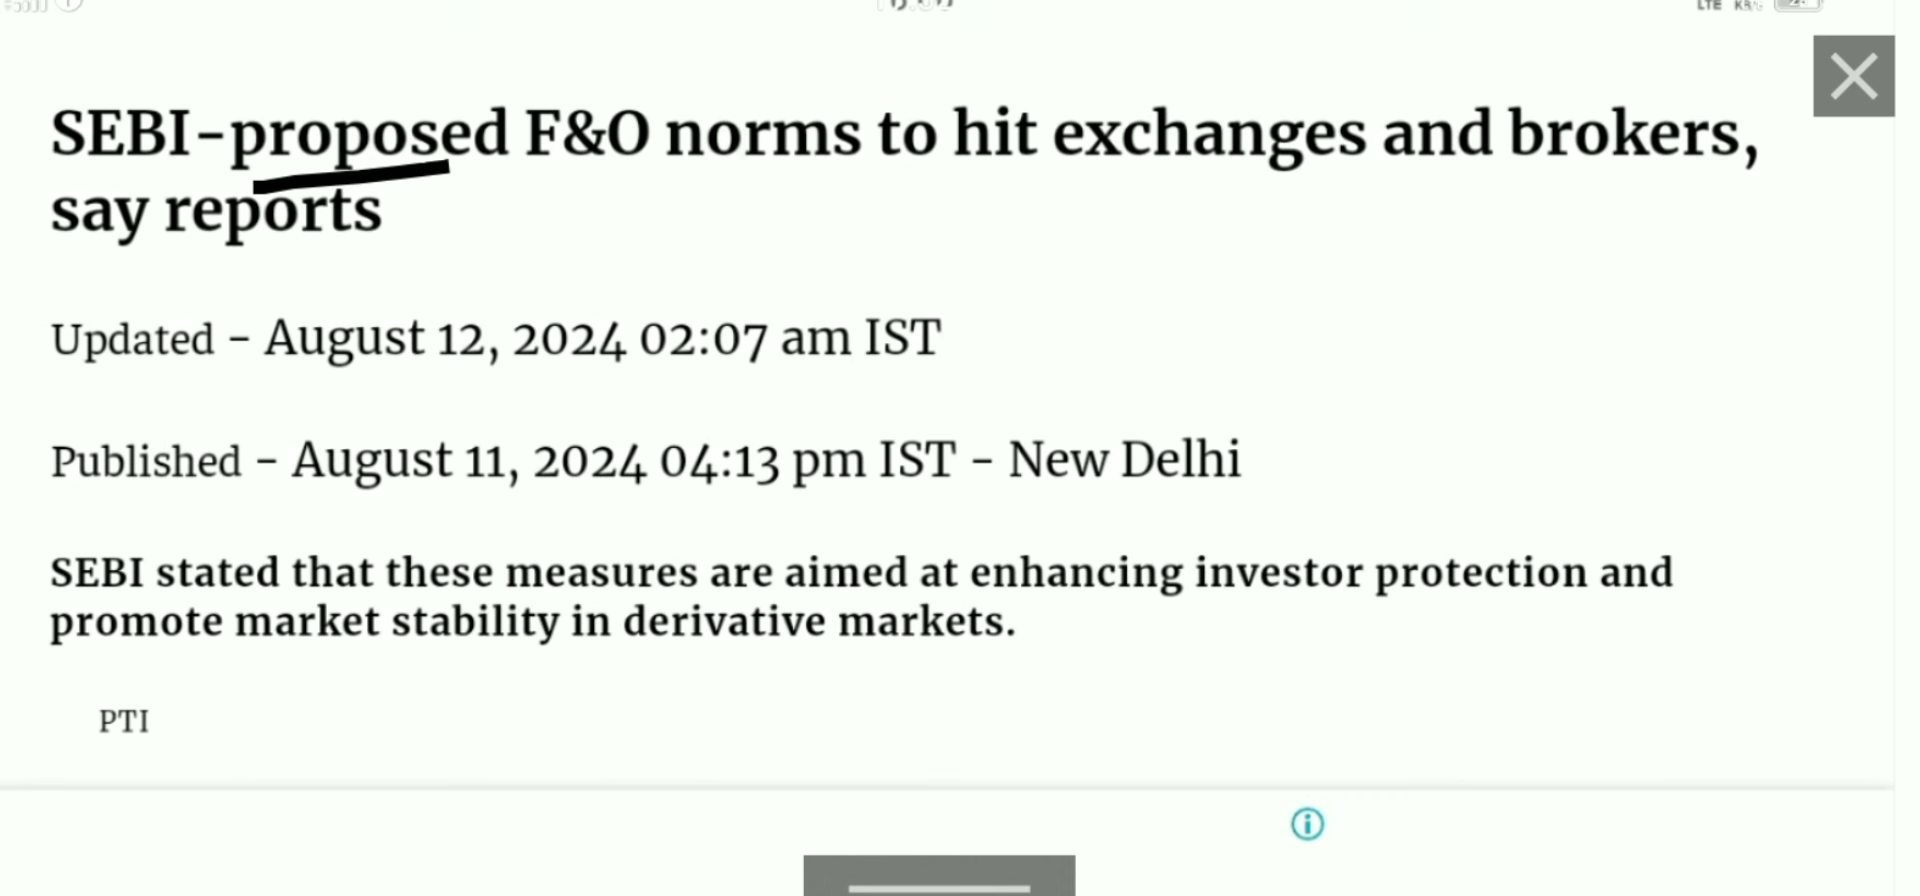 LTE
SEBI-proposed F&O norms to hit exchanges and brokers,
say reports
Updated - August 12, 2024 02:07 am IST
Published - August 11, 2024 04:13 pm IST - New Delhi
SEBI stated that these measures are aimed at enhancing investor protection and
promote market stability in derivative markets.
PTI